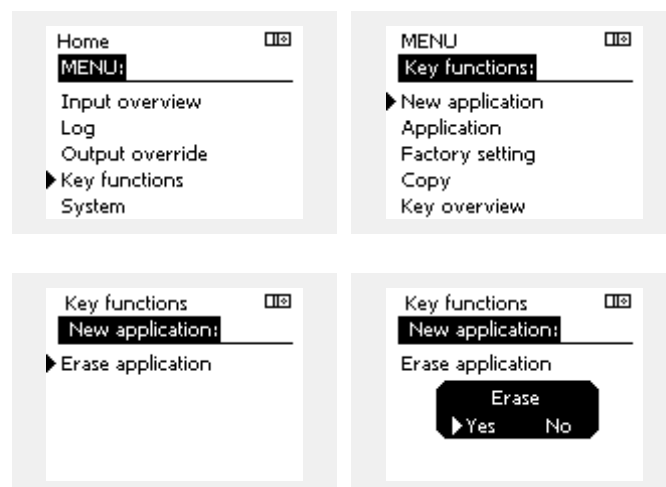 Home
MENU:
Input overview
Log
Output override
Key functions
System
MENU
Key functions:
New application
Application
Factory setting
Copy
Key overview
Key functions
New application:
Erase application
Key functions
New application:
Erase application
Erase
Yes No